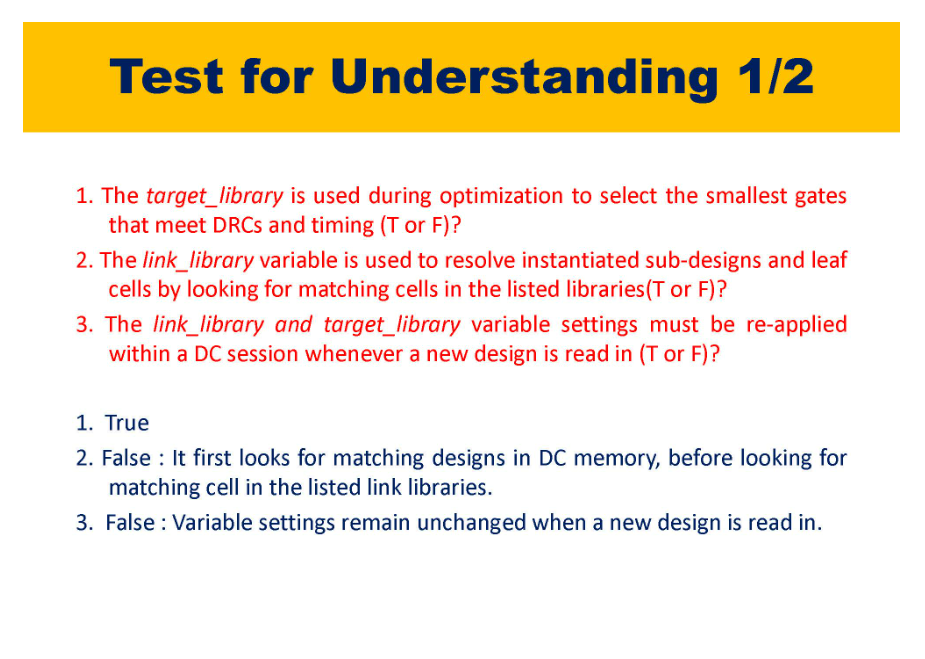 Test for Understanding 1/2
1. The target_library is used during optimization to select the smallest gates
that meet DRCs and timing (T or F)?
2. The link_library variable is used to resolve instantiated sub-designs and leaf
cells by looking for matching cells in the listed libraries(T or F)?
3. The link_library and target_library variable settings must be re-applied
within a DC session whenever a new design is read in (T or F)?
1. True
2. False : It first looks for matching designs in DC memory, before looking for
matching cell in the listed link libraries.
3. False : Variable settings remain unchanged when a new design is read in.